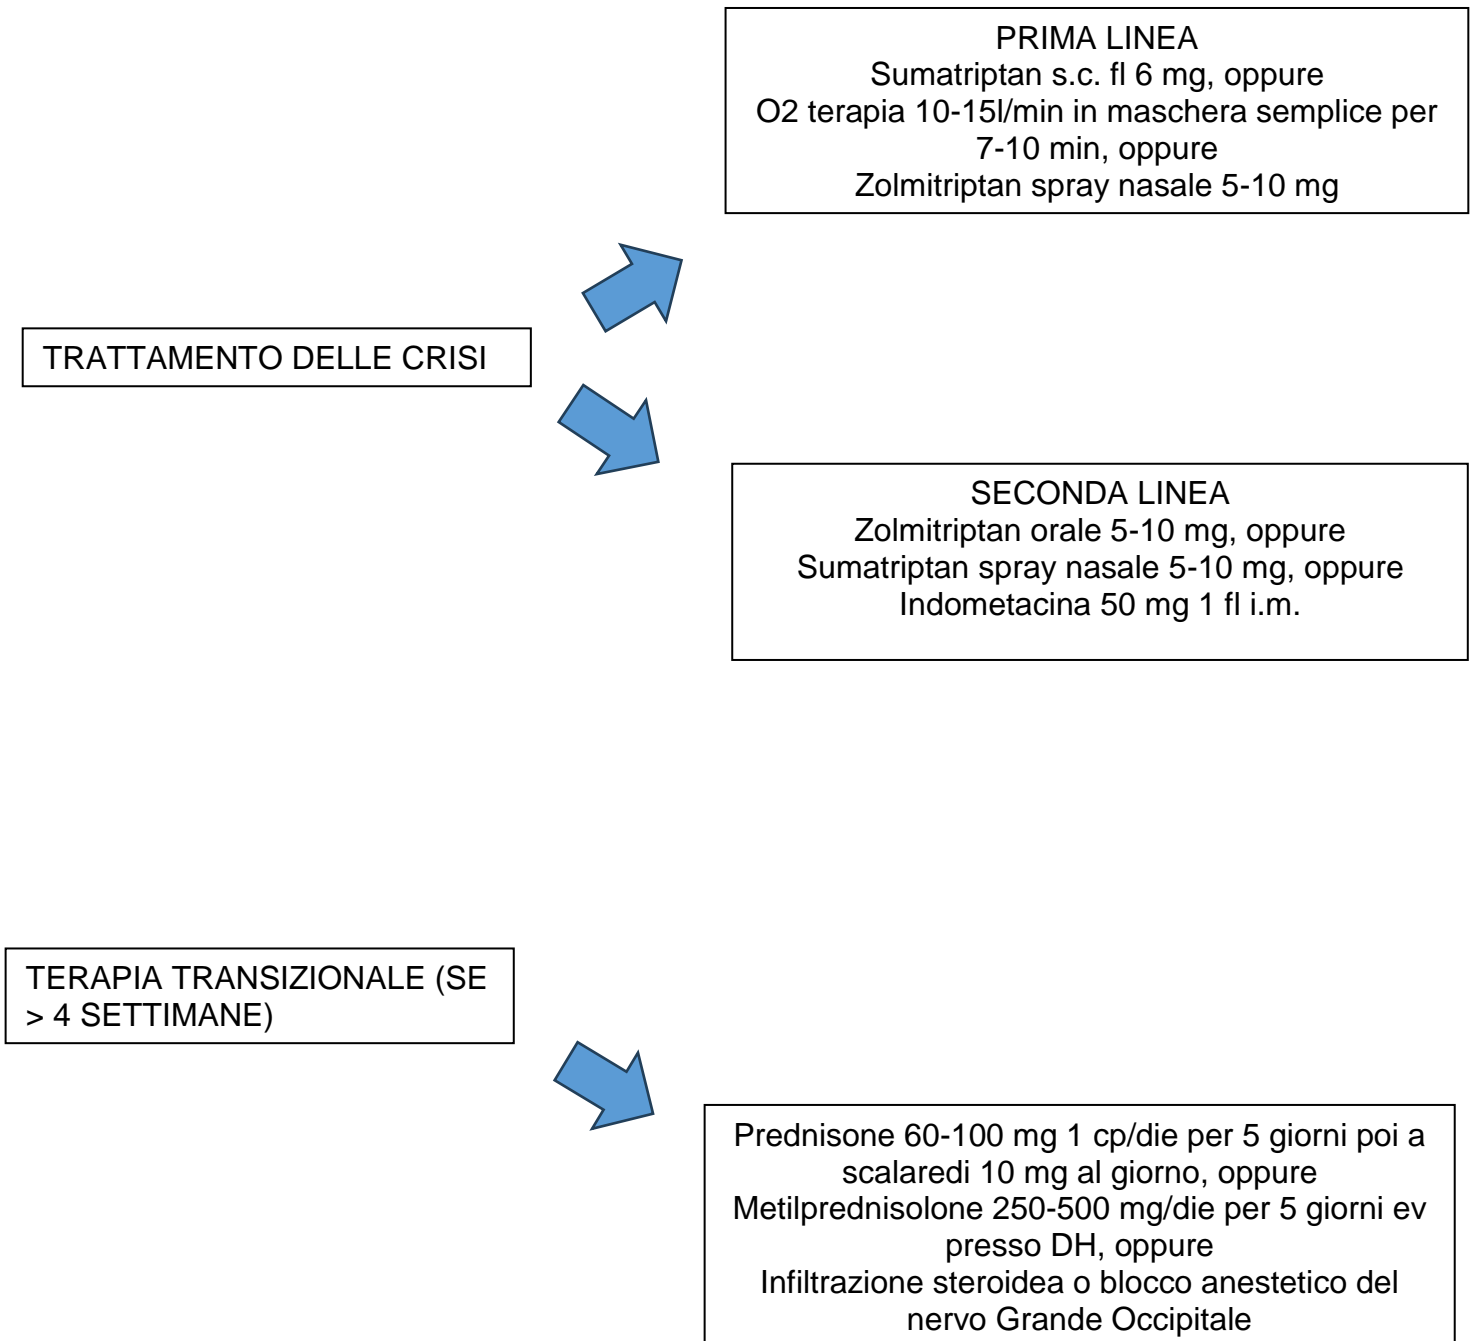 PRIMA LINEA
Sumatriptan s.c. fl 6 mg, oppure
O2 terapia 10-15l/min in maschera semplice per
7-10 min, oppure
Zolmitriptan spray nasale 5-10 mg
TRATTAMENTO DELLE CRISI
SECONDA LINEA
Zolmitriptan orale 5-10 mg, oppure
Sumatriptan spray nasale 5-10 mg, oppure
Indometacina 50 mg 1 fl i.m.
TERAPIA TRANSIZIONALE (SE
> 4 SETTIMANE)
Prednisone 60-100 mg 1 cp/die per 5 giorni poi a
scalaredi 10 mg al giorno, oppure
Metilprednisolone 250-500 mg/die per 5 giorni ev
presso DH, oppure
Infiltrazione steroidea o blocco anestetico del
nervo Grande Occipitale